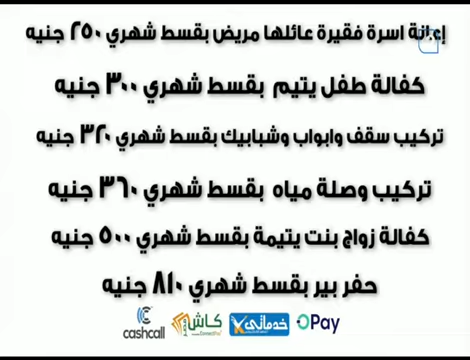 إعانة اسرة فقيرة عائلها مريض بقسط شهري ٢٥٠ جنيه
كفالة طفل يتيم بقسط شهري ٣٠٠ جنيه
تركيب سقف وابواب وشبابيك بقسط شهري ٣٢٠ جنيه
تركيب وصلة مياه بقسط شهري ٣٦٠ جنيه
كفالة زواج بنت يتيمة بقسط شهري ٥٠٠ جنيه
حفر بير بقسط شهري ٨١٠ جنيه
cashcall كاش خدماتي OPay